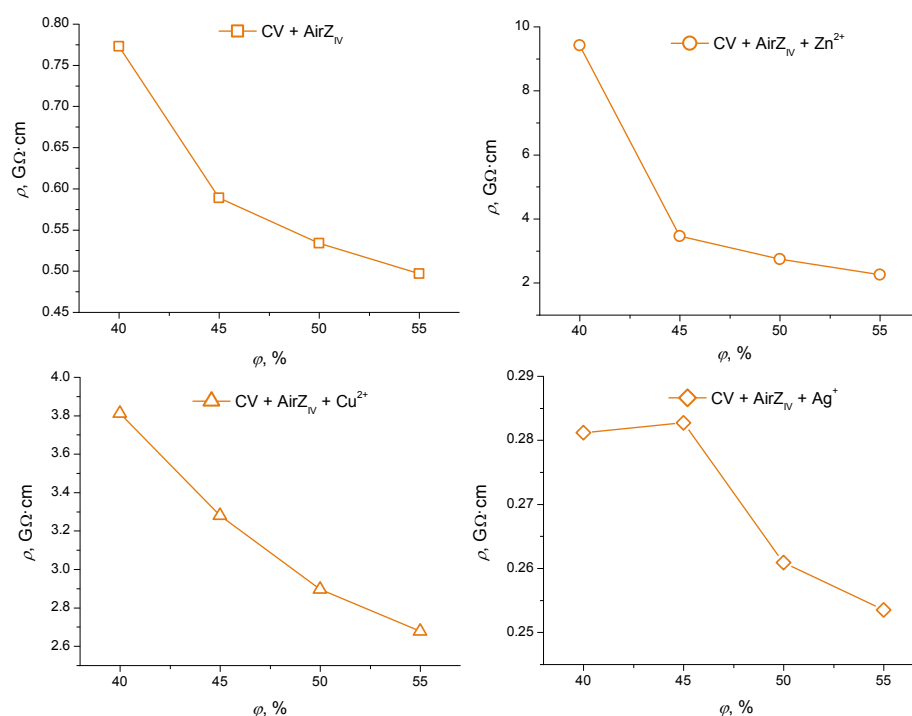 CV + AirZ_IV
ρ, GΩ·cm
0.80
0.75
0.70
0.65
0.60
0.55
0.50
0.45
40 45 50 55
φ, %
CV + AirZ_IV + Zn²⁺
ρ, GΩ·cm
10
8
6
4
2
40 45 50 55
φ, %
CV + AirZ_IV + Cu²⁺
ρ, GΩ·cm
4.0
3.8
3.6
3.4
3.2
3.0
2.8
2.6
40 45 50 55
φ, %
CV + AirZ_IV + Ag⁺
ρ, GΩ·cm
0.29
0.28
0.27
0.26
0.25
40 45 50 55
φ, %